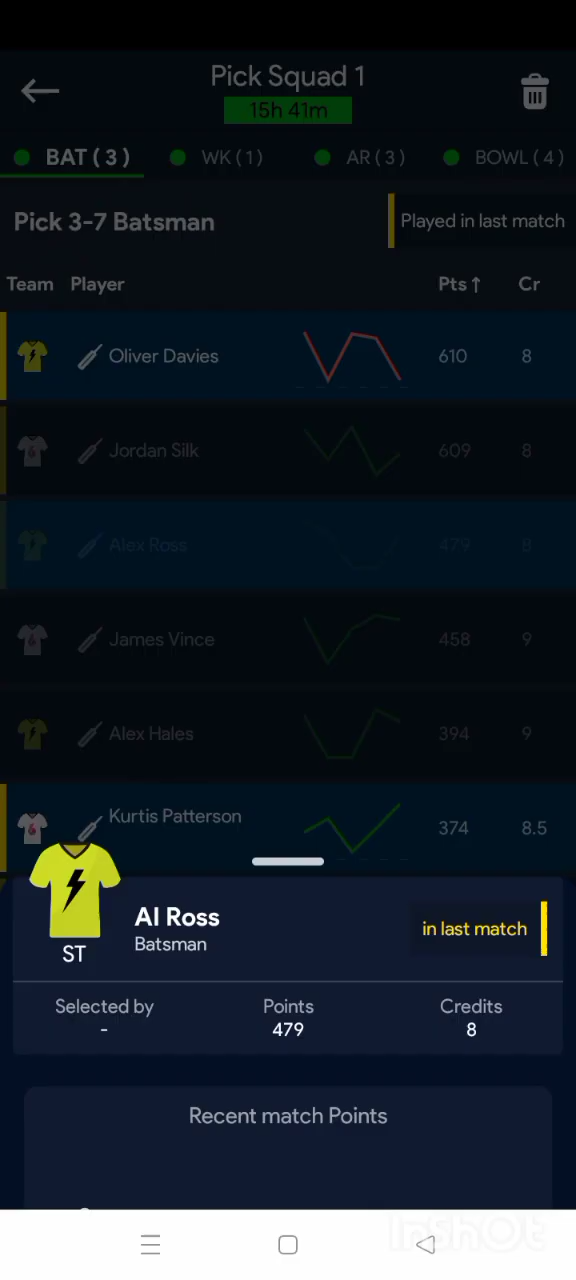 Pick Squad 1
15h 41m
BAT ( 3 ) WK ( 1 ) AR ( 3 ) BOWL ( 4 )
Pick 3-7 Batsman Played in last match
Team Player Pts↑ Cr
Oliver Davies 610 8
Jordan Silk 609 8
Alex Ross 479 8
James Vince 458 9
Alex Hales 394 9
Kurtis Patterson 374 8.5
Al Ross
Batsman
in last match
ST
Selected by Points Credits
- 479 8
Recent match Points
InShOt